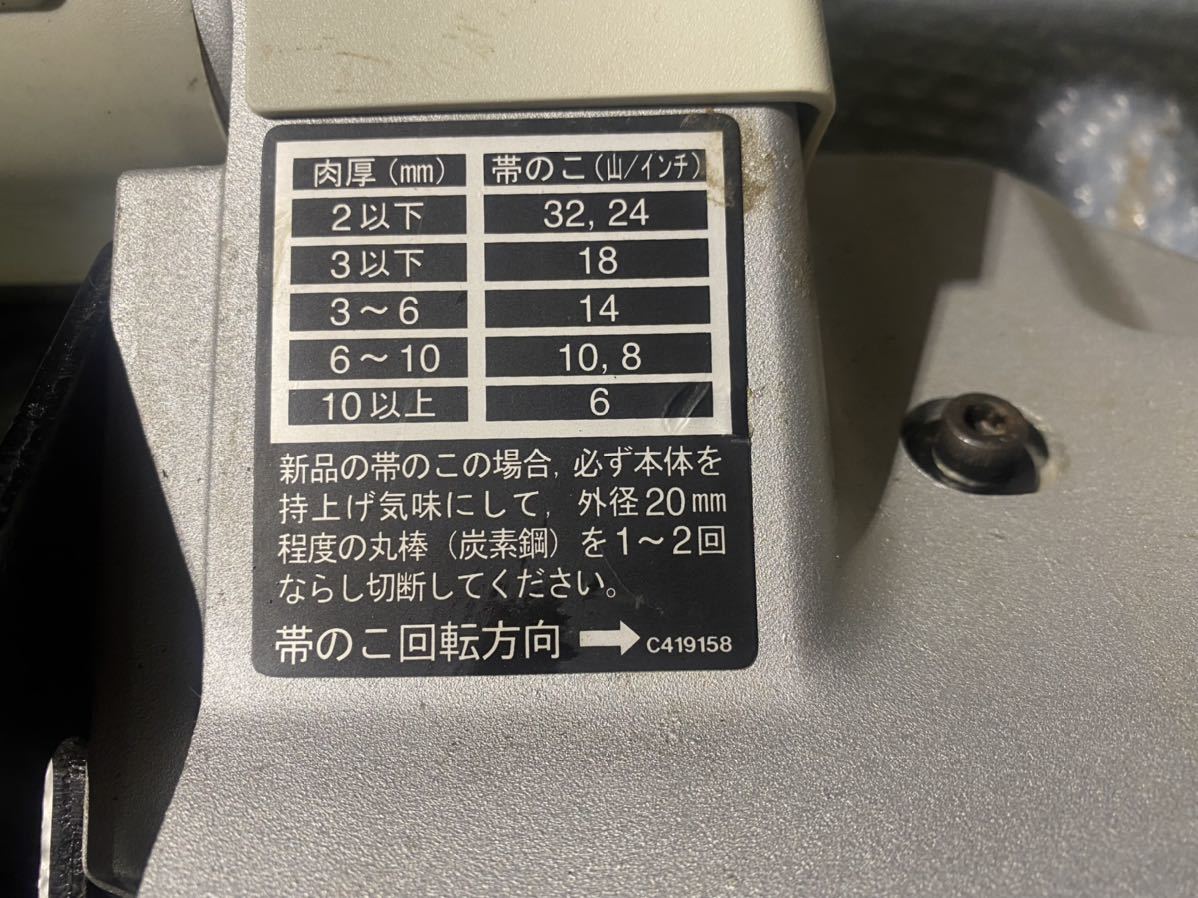 肉厚(mm) 帯のこ(山/インチ)
2以下 32, 24
3以下 18
3～6 14
6～10 10, 8
10以上 6
新品の帯のこの場合, 必ず本体を
持上げ気味にして, 外径20mm
程度の丸棒(炭素鋼)を1～2回
ならし切断してください。
帯のこ回転方向 → C419158